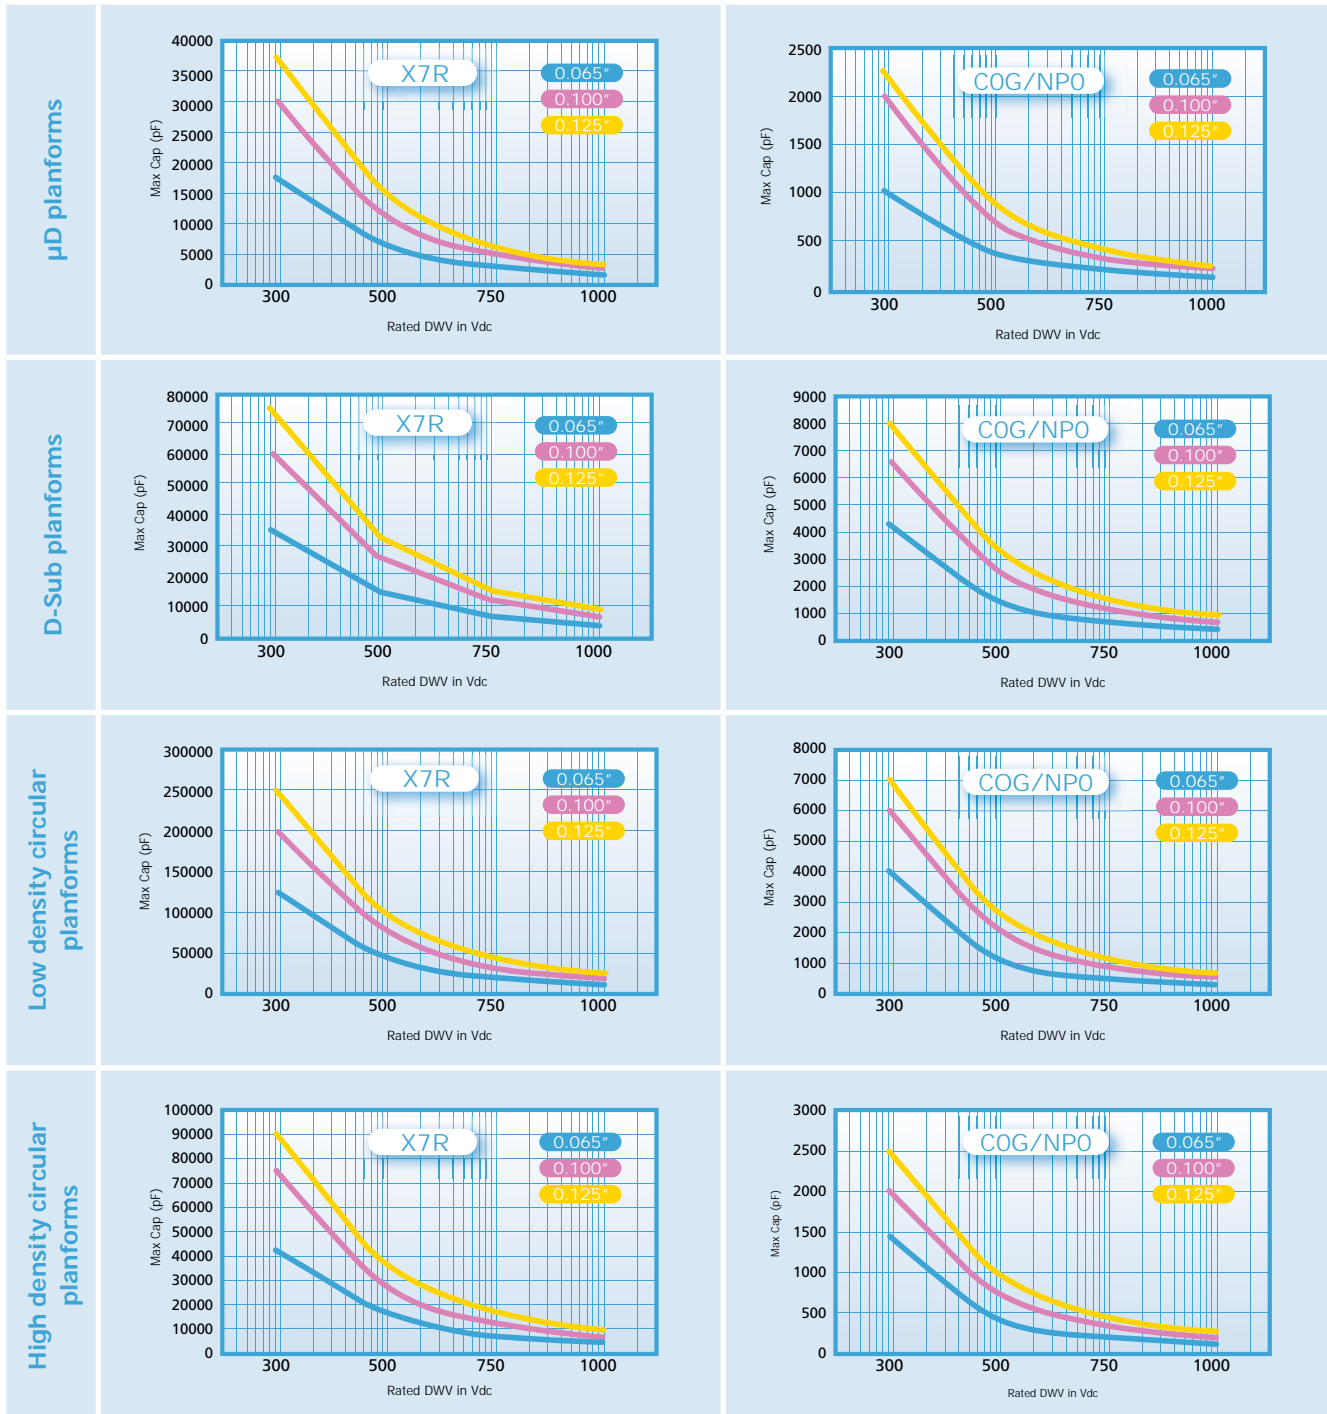 µD planforms
40000
35000
30000
25000
20000
15000
10000
5000
0
Max Cap (pF)
X7R
0.065″
0.100″
0.125″
300 500 750 1000
Rated DWV in Vdc
2500
2000
1500
1000
500
0
Max Cap (pF)
C0G/NP0
0.065″
0.100″
0.125″
300 500 750 1000
Rated DWV in Vdc
D-Sub planforms
80000
70000
60000
50000
40000
30000
20000
10000
0
Max Cap (pF)
X7R
0.065″
0.100″
0.125″
300 500 750 1000
Rated DWV in Vdc
9000
8000
7000
6000
5000
4000
3000
2000
1000
0
Max Cap (pF)
C0G/NP0
0.065″
0.100″
0.125″
300 500 750 1000
Rated DWV in Vdc
Low density circular
planforms
300000
250000
200000
150000
100000
50000
0
Max Cap (pF)
X7R
0.065″
0.100″
0.125″
300 500 750 1000
Rated DWV in Vdc
8000
7000
6000
5000
4000
3000
2000
1000
0
Max Cap (pF)
C0G/NP0
0.065″
0.100″
0.125″
300 500 750 1000
Rated DWV in Vdc
High density circular
planforms
100000
90000
80000
70000
60000
50000
40000
30000
20000
10000
0
Max Cap (pF)
X7R
0.065″
0.100″
0.125″
300 500 750 1000
Rated DWV in Vdc
3000
2500
2000
1500
1000
500
0
Max Cap (pF)
C0G/NP0
0.065″
0.100″
0.125″
300 500 750 1000
Rated DWV in Vdc